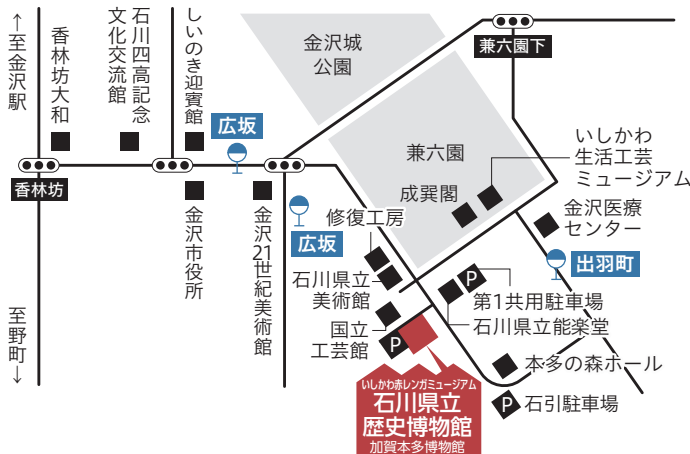 ↑至金沢駅
香林坊大和
石川四高記念
文化交流館
しいのき迎賓館
広坂
金沢城
公園
兼六園下
兼六園
成巽閣
いしかわ
生活工芸
ミュージアム
香林坊
金沢市役所
金沢21世紀美術館
広坂
修復工房
金沢医療
センター
出羽町
石川県立
美術館
P
第1共用駐車場
石川県立能楽堂
国立
工芸館
P
至野町↓
本多の森ホール
P
石引駐車場
いしかわ赤レンガミュージアム
石川県立
歴史博物館
加賀本多博物館